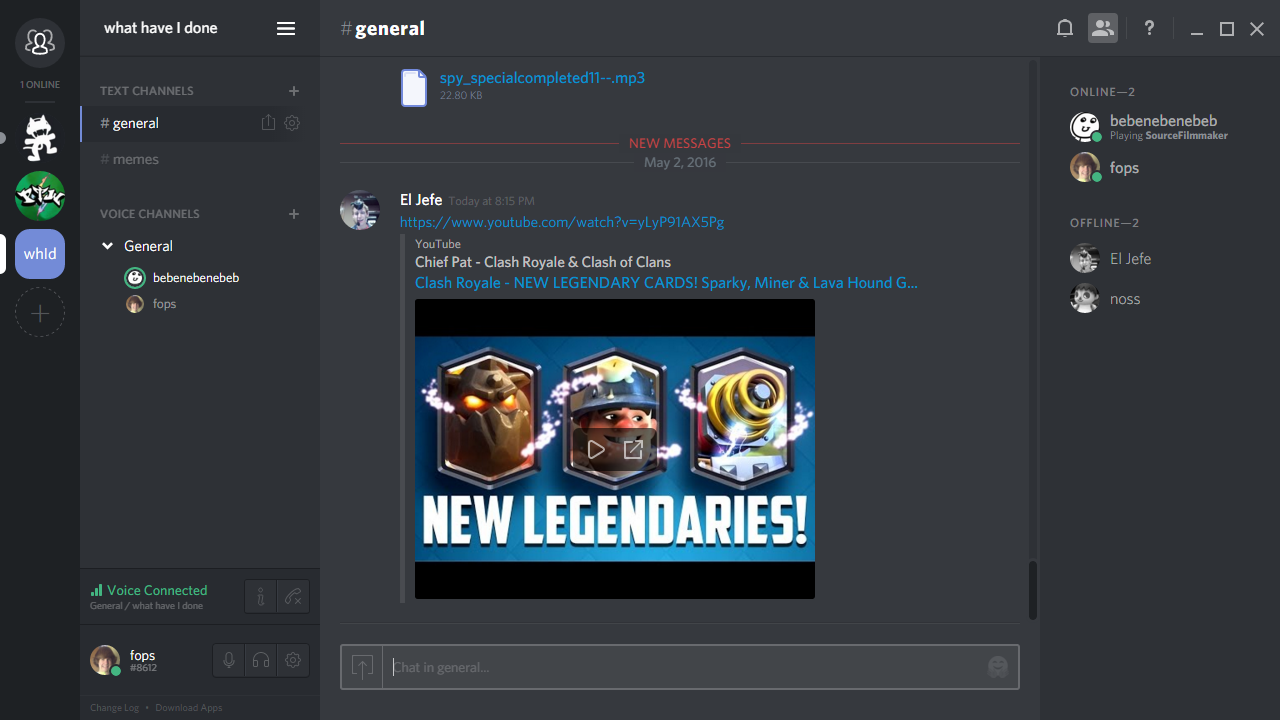 what have I done
#general
1 ONLINE
whld
TEXT CHANNELS
# general
# memes
VOICE CHANNELS
General
bebenebenebeb
fops
Voice Connected
General / what have I done
fops
#8612
Change Log • Download Apps
spy_specialcompleted11--.mp3
22.80 KB
NEW MESSAGES
May 2, 2016
El Jefe Today at 8:15 PM
https://www.youtube.com/watch?v=yLyP91AX5Pg
YouTube
Chief Pat - Clash Royale & Clash of Clans
Clash Royale - NEW LEGENDARY CARDS! Sparky, Miner & Lava Hound G...
NEW LEGENDARIES!
Chat in general...
ONLINE—2
bebenebenebeb
Playing SourceFilmmaker
fops
OFFLINE—2
El Jefe
noss